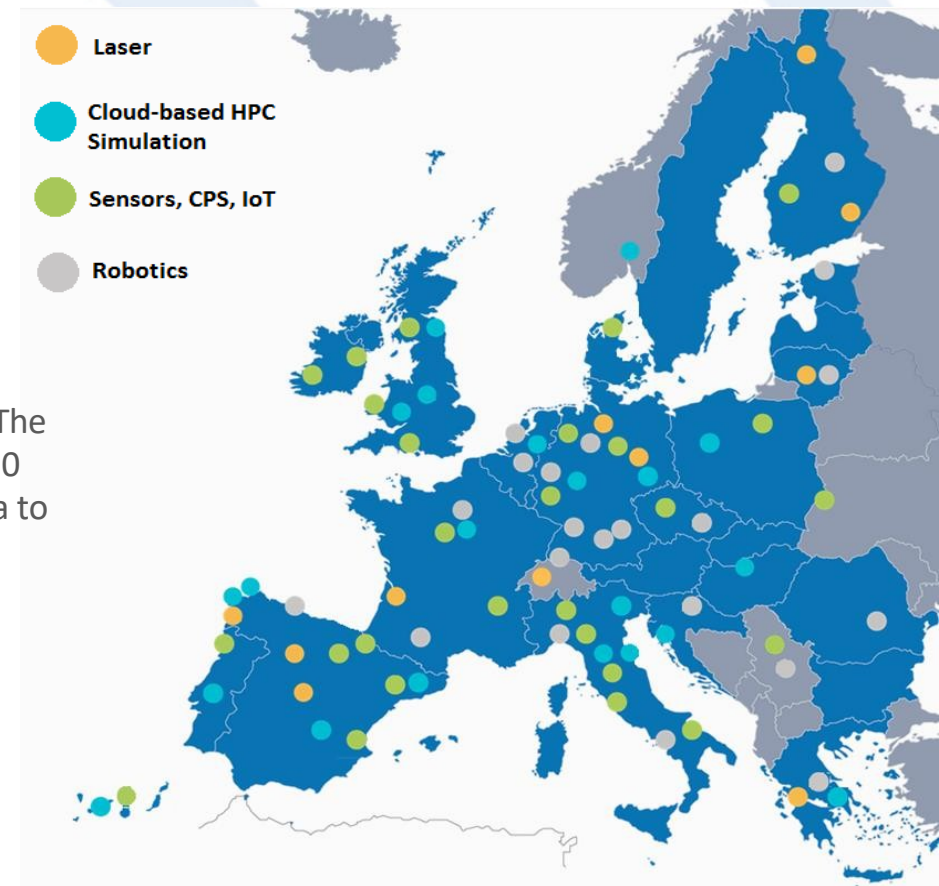 Laser
Cloud-based HPC
Simulation
Sensors, CPS, IoT
Robotics
The
0
a to